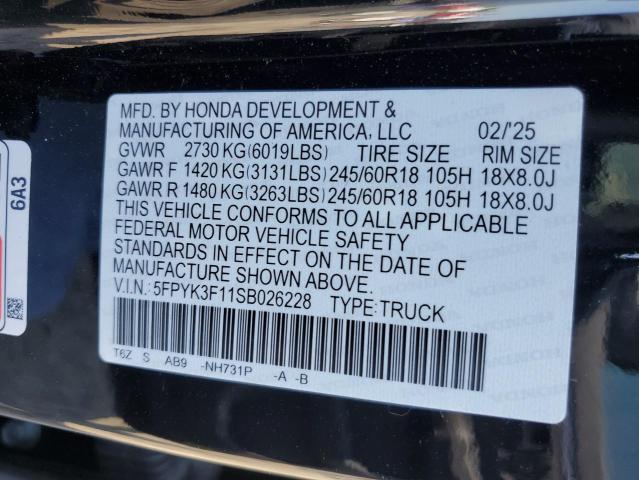 MFD. BY HONDA DEVELOPMENT &
MANUFACTURING OF AMERICA, LLC 02/'25
GVWR 2730 KG(6019LBS) TIRE SIZE RIM SIZE
GAWR F 1420 KG(3131LBS) 245/60R18 105H 18X8.0J
GAWR R 1480 KG(3263LBS) 245/60R18 105H 18X8.0J
THIS VEHICLE CONFORMS TO ALL APPLICABLE
FEDERAL MOTOR VEHICLE SAFETY
STANDARDS IN EFFECT ON THE DATE OF
MANUFACTURE SHOWN ABOVE.
V.I.N: 5FPYK3F11SB026228 TYPE:TRUCK
T6Z S AB9 -NH731P -A -B
6A3